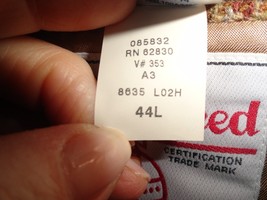 085832
RN 62830
V# 353
A3
8635 L02H
44L
eed
CERTIFICATION
TRADE MARK